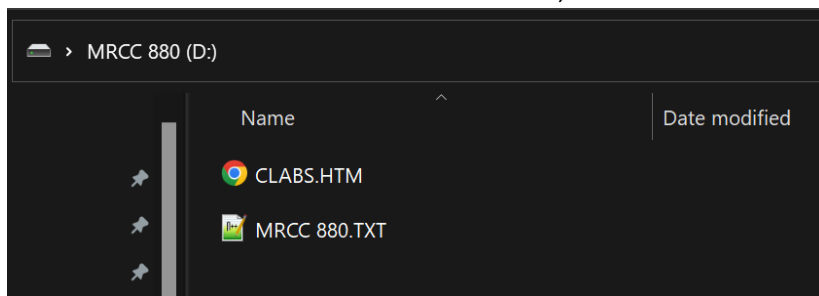 MRCC 880 (D:)
Name Date modified
CLABS.HTM
MRCC 880.TXT